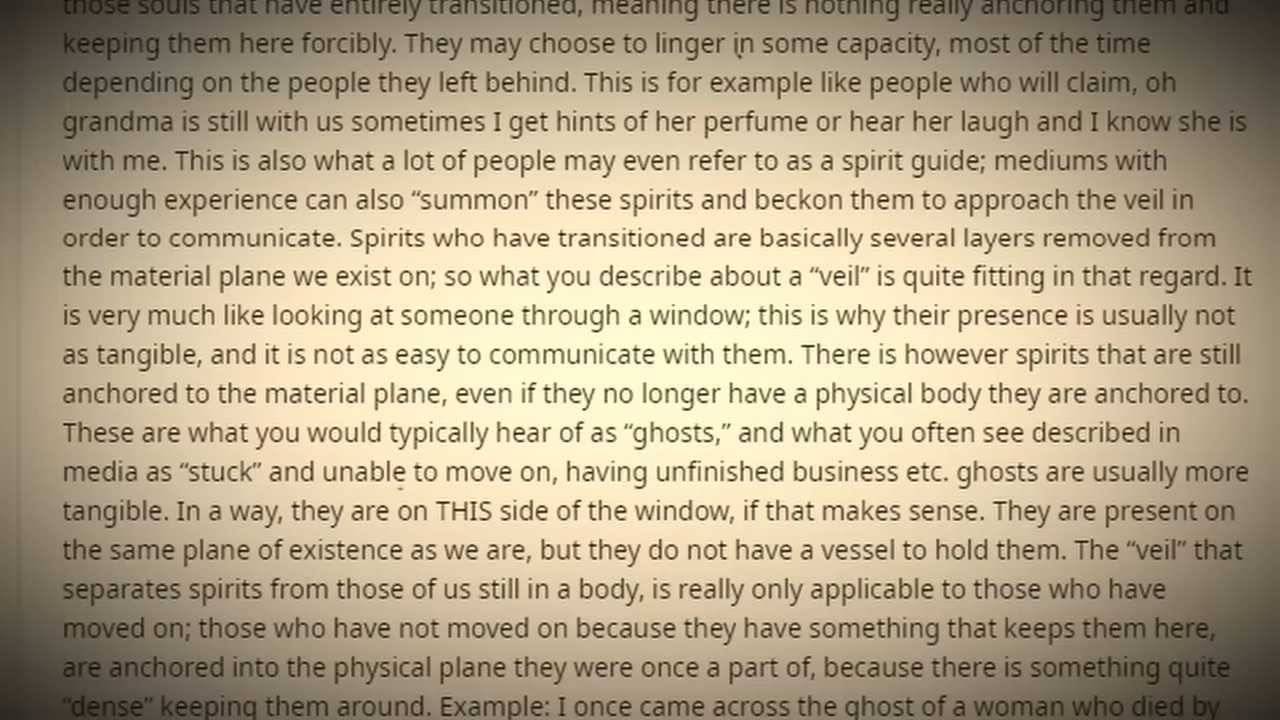 those souls that have entirely transitioned, meaning there is nothing really anchoring them and
keeping them here forcibly. They may choose to linger in some capacity, most of the time
depending on the people they left behind. This is for example like people who will claim, oh
grandma is still with us sometimes I get hints of her perfume or hear her laugh and I know she is
with me. This is also what a lot of people may even refer to as a spirit guide; mediums with
enough experience can also “summon” these spirits and beckon them to approach the veil in
order to communicate. Spirits who have transitioned are basically several layers removed from
the material plane we exist on; so what you describe about a “veil” is quite fitting in that regard. It
is very much like looking at someone through a window; this is why their presence is usually not
as tangible, and it is not as easy to communicate with them. There is however spirits that are still
anchored to the material plane, even if they no longer have a physical body they are anchored to.
These are what you would typically hear of as “ghosts,” and what you often see described in
media as “stuck” and unable to move on, having unfinished business etc. ghosts are usually more
tangible. In a way, they are on THIS side of the window, if that makes sense. They are present on
the same plane of existence as we are, but they do not have a vessel to hold them. The “veil” that
separates spirits from those of us still in a body, is really only applicable to those who have
moved on; those who have not moved on because they have something that keeps them here,
are anchored into the physical plane they were once a part of, because there is something quite
“dense” keeping them around. Example: I once came across the ghost of a woman who died by